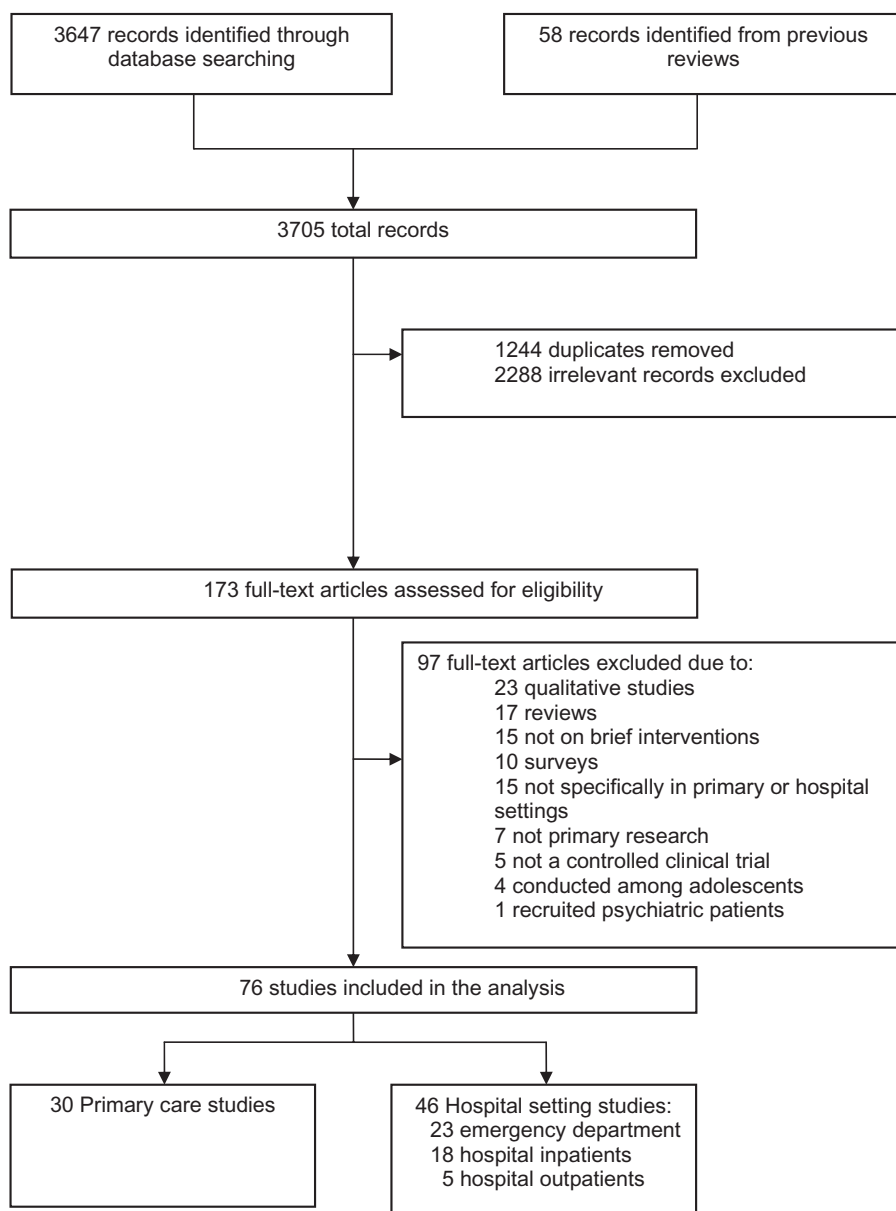 3647 records identified through
database searching
58 records identified from previous
reviews
3705 total records
1244 duplicates removed
2288 irrelevant records excluded
173 full-text articles assessed for eligibility
97 full-text articles excluded due to:
23 qualitative studies
17 reviews
15 not on brief interventions
10 surveys
15 not specifically in primary or hospital
settings
7 not primary research
5 not a controlled clinical trial
4 conducted among adolescents
1 recruited psychiatric patients
76 studies included in the analysis
30 Primary care studies
46 Hospital setting studies:
23 emergency department
18 hospital inpatients
5 hospital outpatients